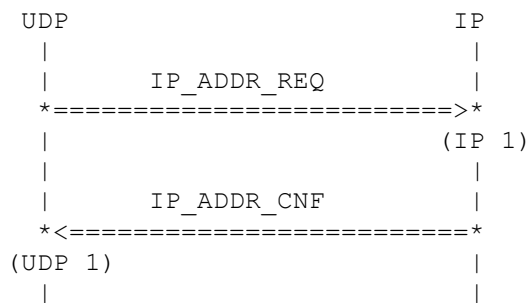 UDP IP
IP_ADDR_REQ
(IP 1)
IP_ADDR_CNF
(UDP 1)